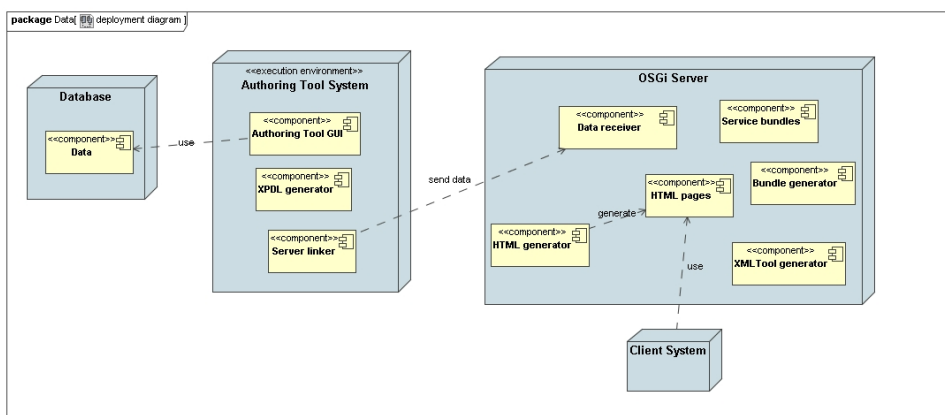 package Data[ deployment diagram ]
Database
<<component>>
Data
use
<<execution environment>>
Authoring Tool System
<<component>>
Authoring Tool GUI
<<component>>
XPDL generator
<<component>>
Server linker
send data
OSGi Server
<<component>>
Data receiver
<<component>>
Service bundles
<<component>>
HTML pages
<<component>>
Bundle generator
generate
<<component>>
HTML generator
<<component>>
XMLTool generator
use
Client System